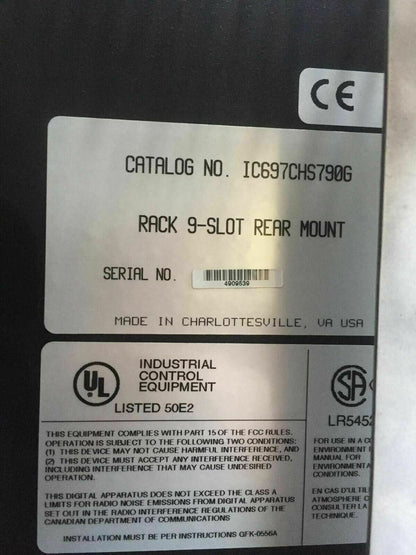 CE
CATALOG NO. IC697CHS790G
RACK 9-SLOT REAR MOUNT
SERIAL NO.
4909539
MADE IN CHARLOTTESVILLE, VA USA
UL
INDUSTRIAL
CONTROL
EQUIPMENT
LISTED 50E2
THIS EQUIPMENT COMPLIES WITH PART 15 OF THE FCC RULES.
OPERATION IS SUBJECT TO THE FOLLOWING TWO CONDITIONS:
(1) THIS DEVICE MAY NOT CAUSE HARMFUL INTERFERENCE, AND
(2) THIS DEVICE MUST ACCEPT ANY INTERFERENCE RECEIVED,
INCLUDING INTERFERENCE THAT MAY CAUSE UNDESIRED
OPERATION.
THIS DIGITAL APPARATUS DOES NOT EXCEED THE CLASS A
LIMITS FOR RADIO NOISE EMISSIONS FROM DIGITAL APPARATUS
SET OUT IN THE RADIO INTERFERENCE REGULATIONS OF THE
CANADIAN DEPARTMENT OF COMMUNICATIONS
INSTALLATION MUST BE PER INSTRUCTIONS GFK-0556A
SA
LR5452
FOR USE IN A CO
ENVIRONMENT
MANUAL FOR
ENVIRONMENTA
CONDITIONS.
EN CAS D'UTILI
ATMOSPHERE C
CONSULTER LA
TECHNIQUE.